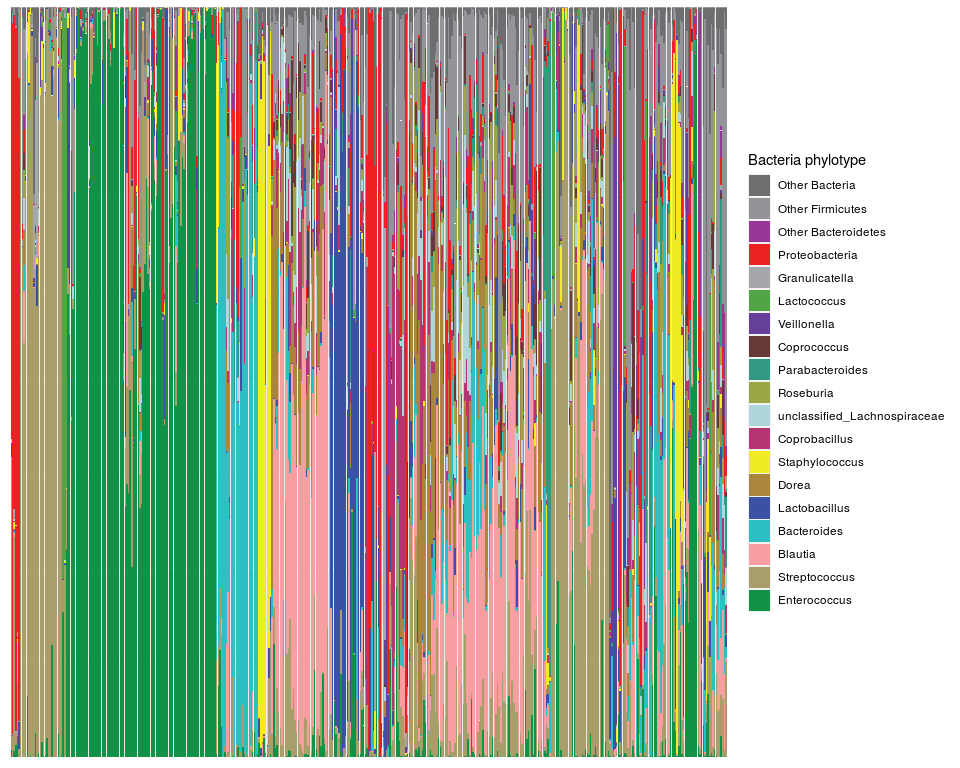 Bacteria phylotype
Other Bacteria
Other Firmicutes
Other Bacteroidetes
Proteobacteria
Granulicatella
Lactococcus
Veillonella
Coprococcus
Parabacteroides
Roseburia
unclassified_Lachnospiraceae
Coprobacillus
Staphylococcus
Dorea
Lactobacillus
Bacteroides
Blautia
Streptococcus
Enterococcus